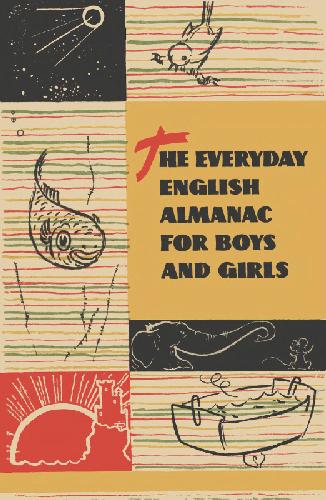 THE EVERYDAY
ENGLISH
ALMANAC
FOR BOYS
AND GIRLS